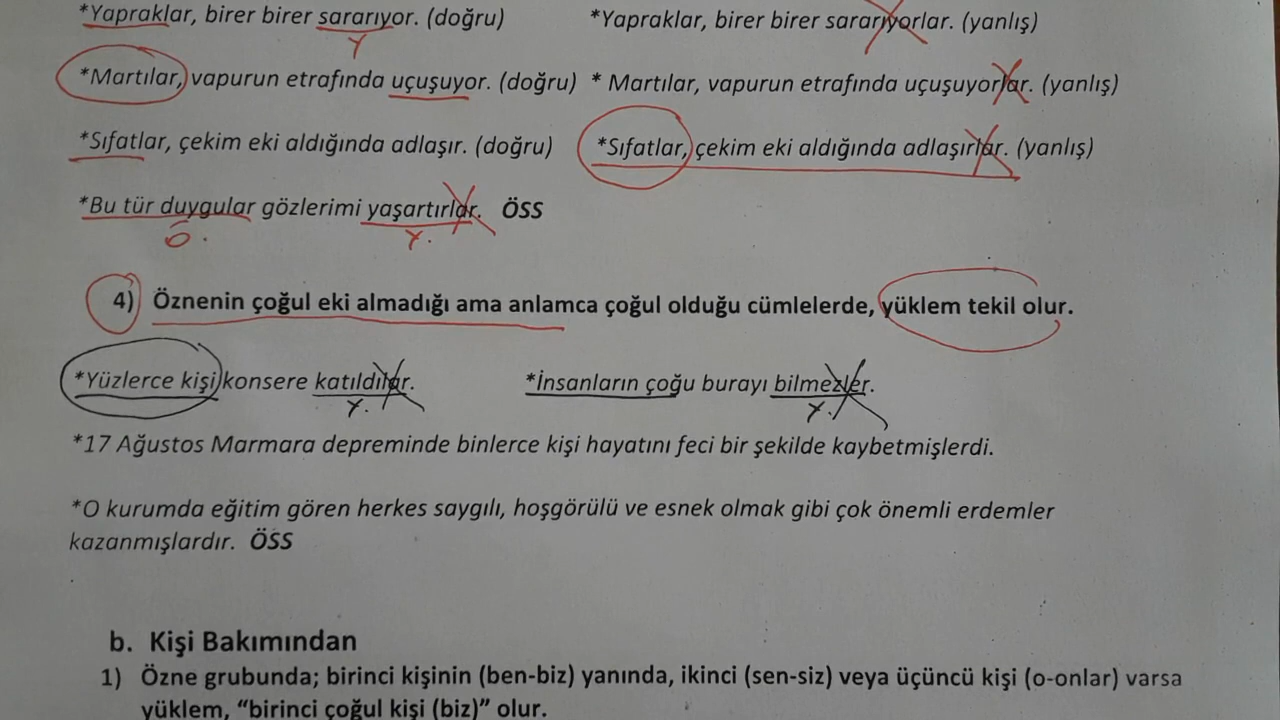 *Yapraklar, birer birer sararıyor. (doğru) *Yapraklar, birer birer sararıyorlar. (yanlış)
Y
*Martılar, vapurun etrafında uçuşuyor. (doğru) * Martılar, vapurun etrafında uçuşuyorlar. (yanlış)
*Sıfatlar, çekim eki aldığında adlaşır. (doğru) *Sıfatlar, çekim eki aldığında adlaşırlar. (yanlış)
*Bu tür duygular gözlerimi yaşartırlar. ÖSS
Ö. Y.
4) Öznenin çoğul eki almadığı ama anlamca çoğul olduğu cümlelerde, yüklem tekil olur.
*Yüzlerce kişi konsere katıldılar. *İnsanların çoğu burayı bilmezler.
Y. Y.
*17 Ağustos Marmara depreminde binlerce kişi hayatını feci bir şekilde kaybetmişlerdi.
*O kurumda eğitim gören herkes saygılı, hoşgörülü ve esnek olmak gibi çok önemli erdemler
kazanmışlardır. ÖSS
b. Kişi Bakımından
1) Özne grubunda; birinci kişinin (ben-biz) yanında, ikinci (sen-siz) veya üçüncü kişi (o-onlar) varsa
yüklem, “birinci çoğul kişi (biz)” olur.